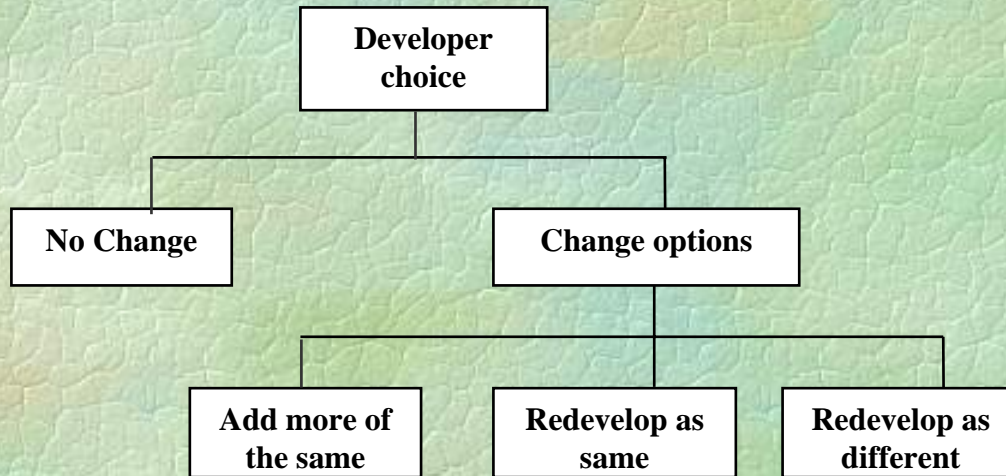 Developer
choice
No Change
Change options
Add more of
the same
Redevelop as
same
Redevelop as
different